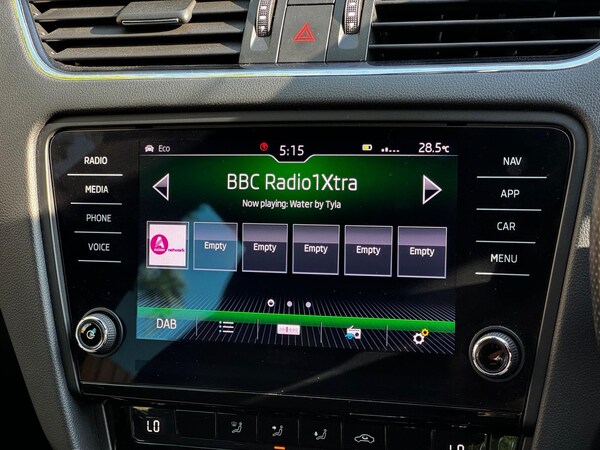 Eco 5:15 28.5°C
RADIO
MEDIA
PHONE
VOICE
BBC Radio1Xtra
Now playing: Water by Tyla
network Empty Empty Empty Empty Empty
DAB
NAV
APP
CAR
MENU
LO
LO